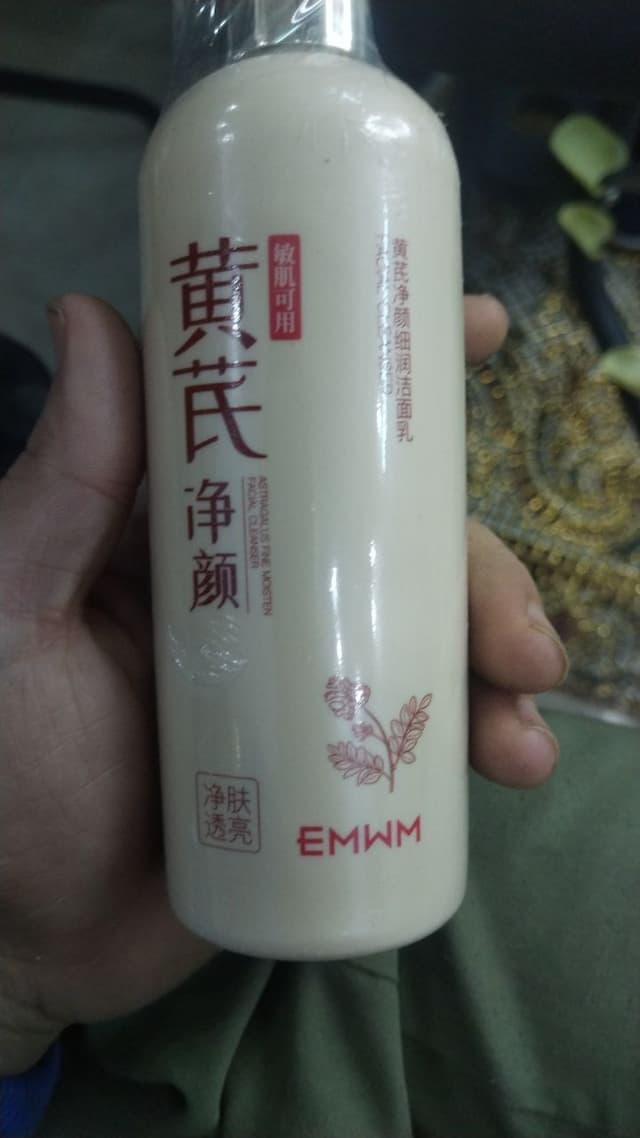 黄芪
净颜
敏肌可用
ASTRAGALUS FINE MOISTEN
FACIAL CLEANSER
黄芪净颜细润洁面乳
净肤
透亮
EMWM